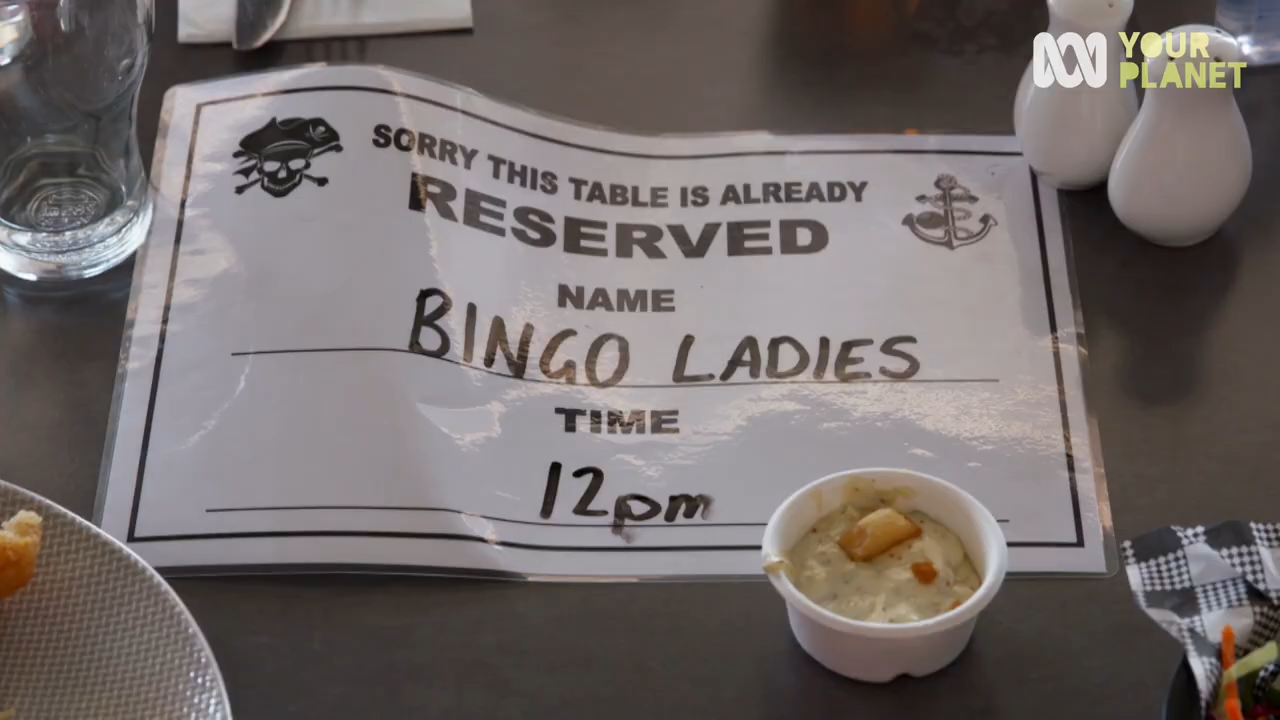 YOUR
PLANET
SORRY THIS TABLE IS ALREADY
RESERVED
NAME
BINGO LADIES
TIME
12pm